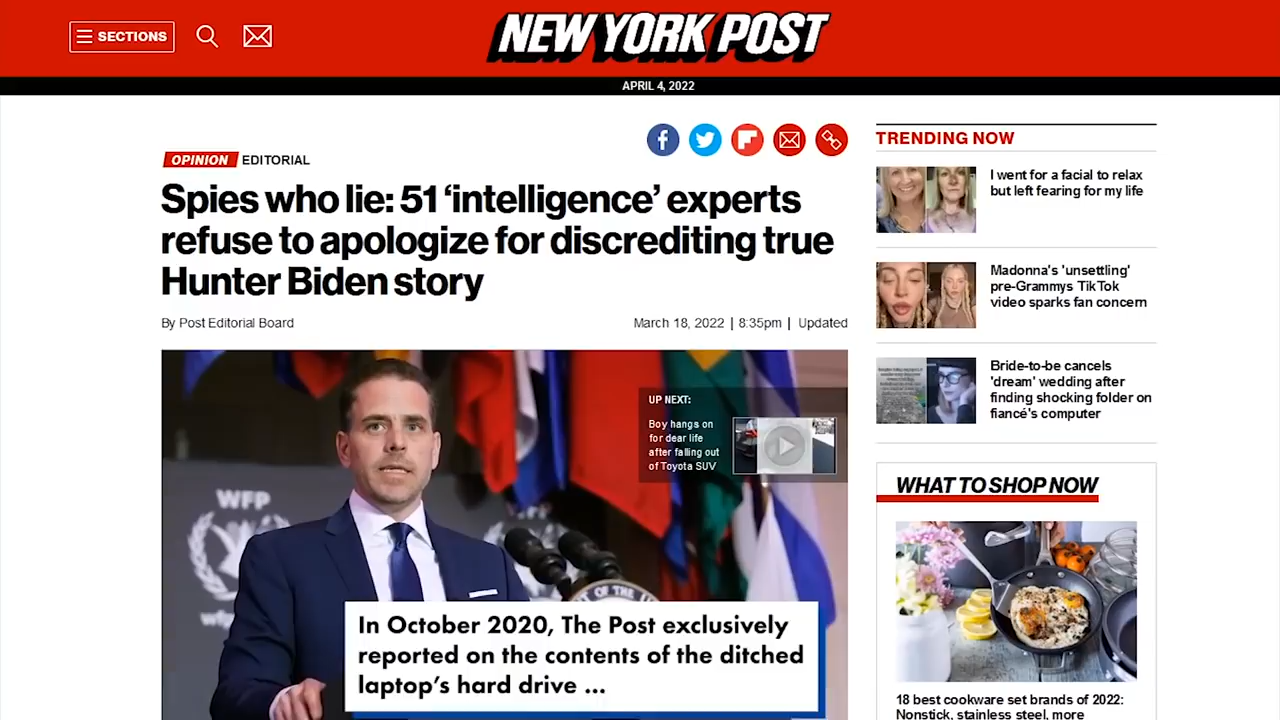 SECTIONS
NEW YORK POST
APRIL 4, 2022
OPINION EDITORIAL
Spies who lie: 51 ‘intelligence’ experts
refuse to apologize for discrediting true
Hunter Biden story
By Post Editorial Board
March 18, 2022 | 8:35pm | Updated
UP NEXT:
Boy hangs on
for dear life
after falling out
of Toyota SUV
WFP
wfp
In October 2020, The Post exclusively
reported on the contents of the ditched
laptop’s hard drive ...
TRENDING NOW
I went for a facial to relax
but left fearing for my life
Madonna's 'unsettling'
pre-Grammys TikTok
video sparks fan concern
Bride-to-be cancels
'dream' wedding after
finding shocking folder on
fiancé's computer
WHAT TO SHOP NOW
18 best cookware set brands of 2022:
Nonstick, stainless steel, more